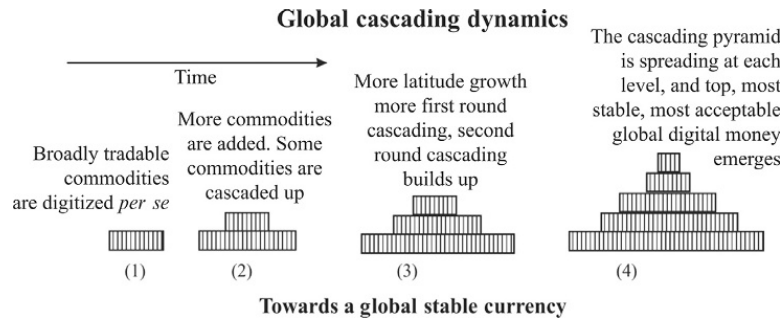 Global cascading dynamics
Time
Broadly tradable
commodities
are digitized per se
More commodities
are added. Some
commodities are
cascaded up
More latitude growth
more first round
cascading, second
round cascading
builds up
The cascading pyramid
is spreading at each
level, and top, most
stable, most acceptable
global digital money
emerges
(1)
(2)
(3)
(4)
Towards a global stable currency